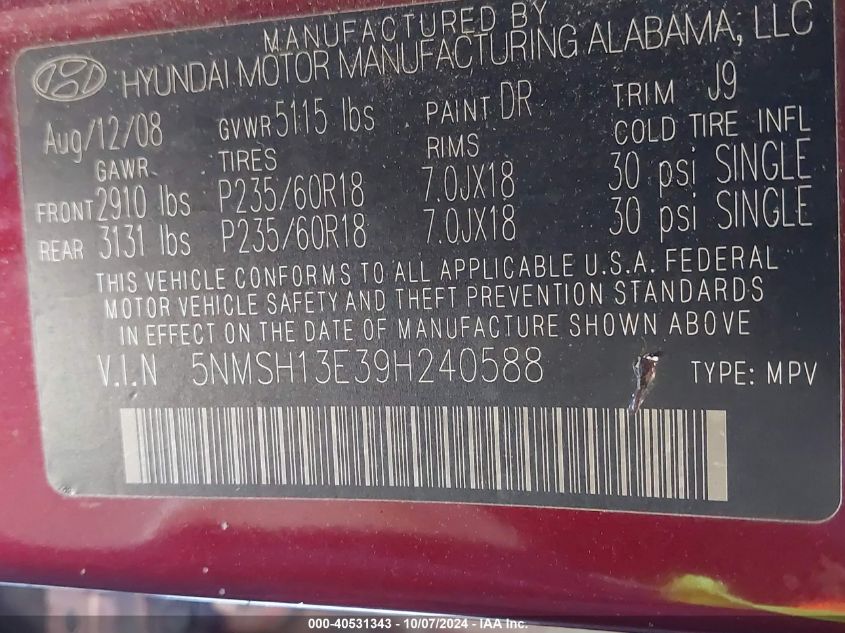 MANUFACTURED BY
HYUNDAI MOTOR MANUFACTURING ALABAMA, LLC
Aug/12/08 GVWR 5115 lbs PAINT DR TRIM J9
GAWR TIRES RIMS COLD TIRE INFL
FRONT 2910 lbs P235/60R18 7.0JX18 30 psi SINGLE
REAR 3131 lbs P235/60R18 7.0JX18 30 psi SINGLE
THIS VEHICLE CONFORMS TO ALL APPLICABLE U.S.A. FEDERAL
MOTOR VEHICLE SAFETY AND THEFT PREVENTION STANDARDS
IN EFFECT ON THE DATE OF MANUFACTURE SHOWN ABOVE
V.I.N 5NMSH13E39H240588 TYPE: MPV
000-40531343 - 10/07/2024 - IAA Inc.